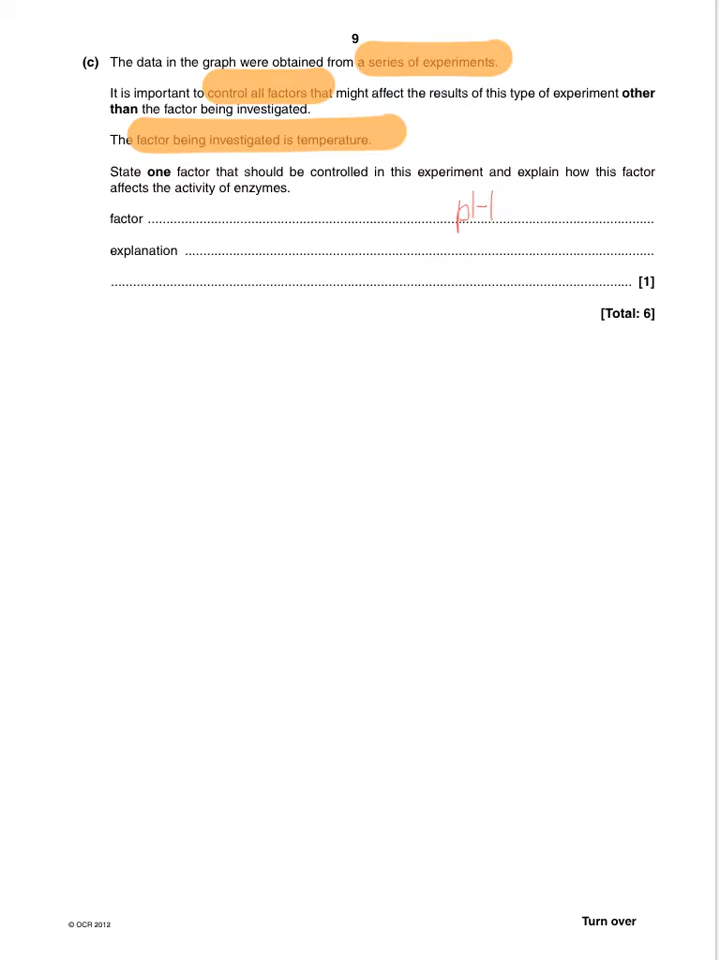 9
(c) The data in the graph were obtained from a series of experiments.
It is important to control all factors that might affect the results of this type of experiment other
than the factor being investigated.
The factor being investigated is temperature.
State one factor that should be controlled in this experiment and explain how this factor
affects the activity of enzymes.
factor ........ pH ........
explanation ........
........ [1]
[Total: 6]
© OCR 2012
Turn over